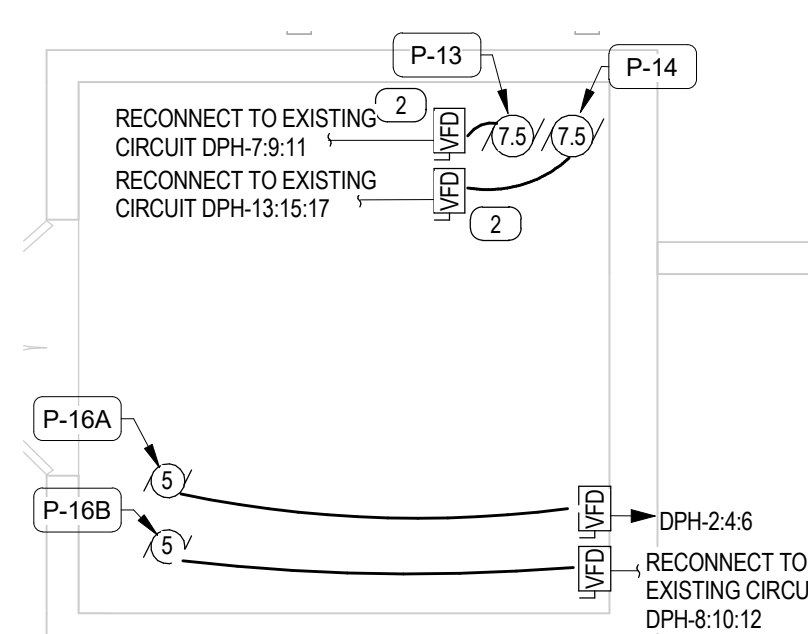 P-13
P-14
RECONNECT TO EXISTING
CIRCUIT DPH-7:9:11
2
VFD
7.5
7.5
RECONNECT TO EXISTING
CIRCUIT DPH-13:15:17
VFD
2
P-16A
5
P-16B
5
VFD
DPH-2:4:6
VFD
RECONNECT TO
EXISTING CIRCU
DPH-8:10:12